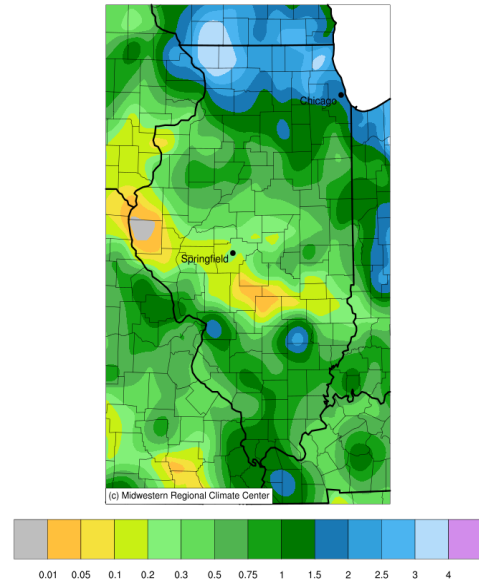 Chicago
Springfield
(c) Midwestern Regional Climate Center
0.01 0.05 0.1 0.2 0.3 0.5 0.75 1 1.5 2 2.5 3 4